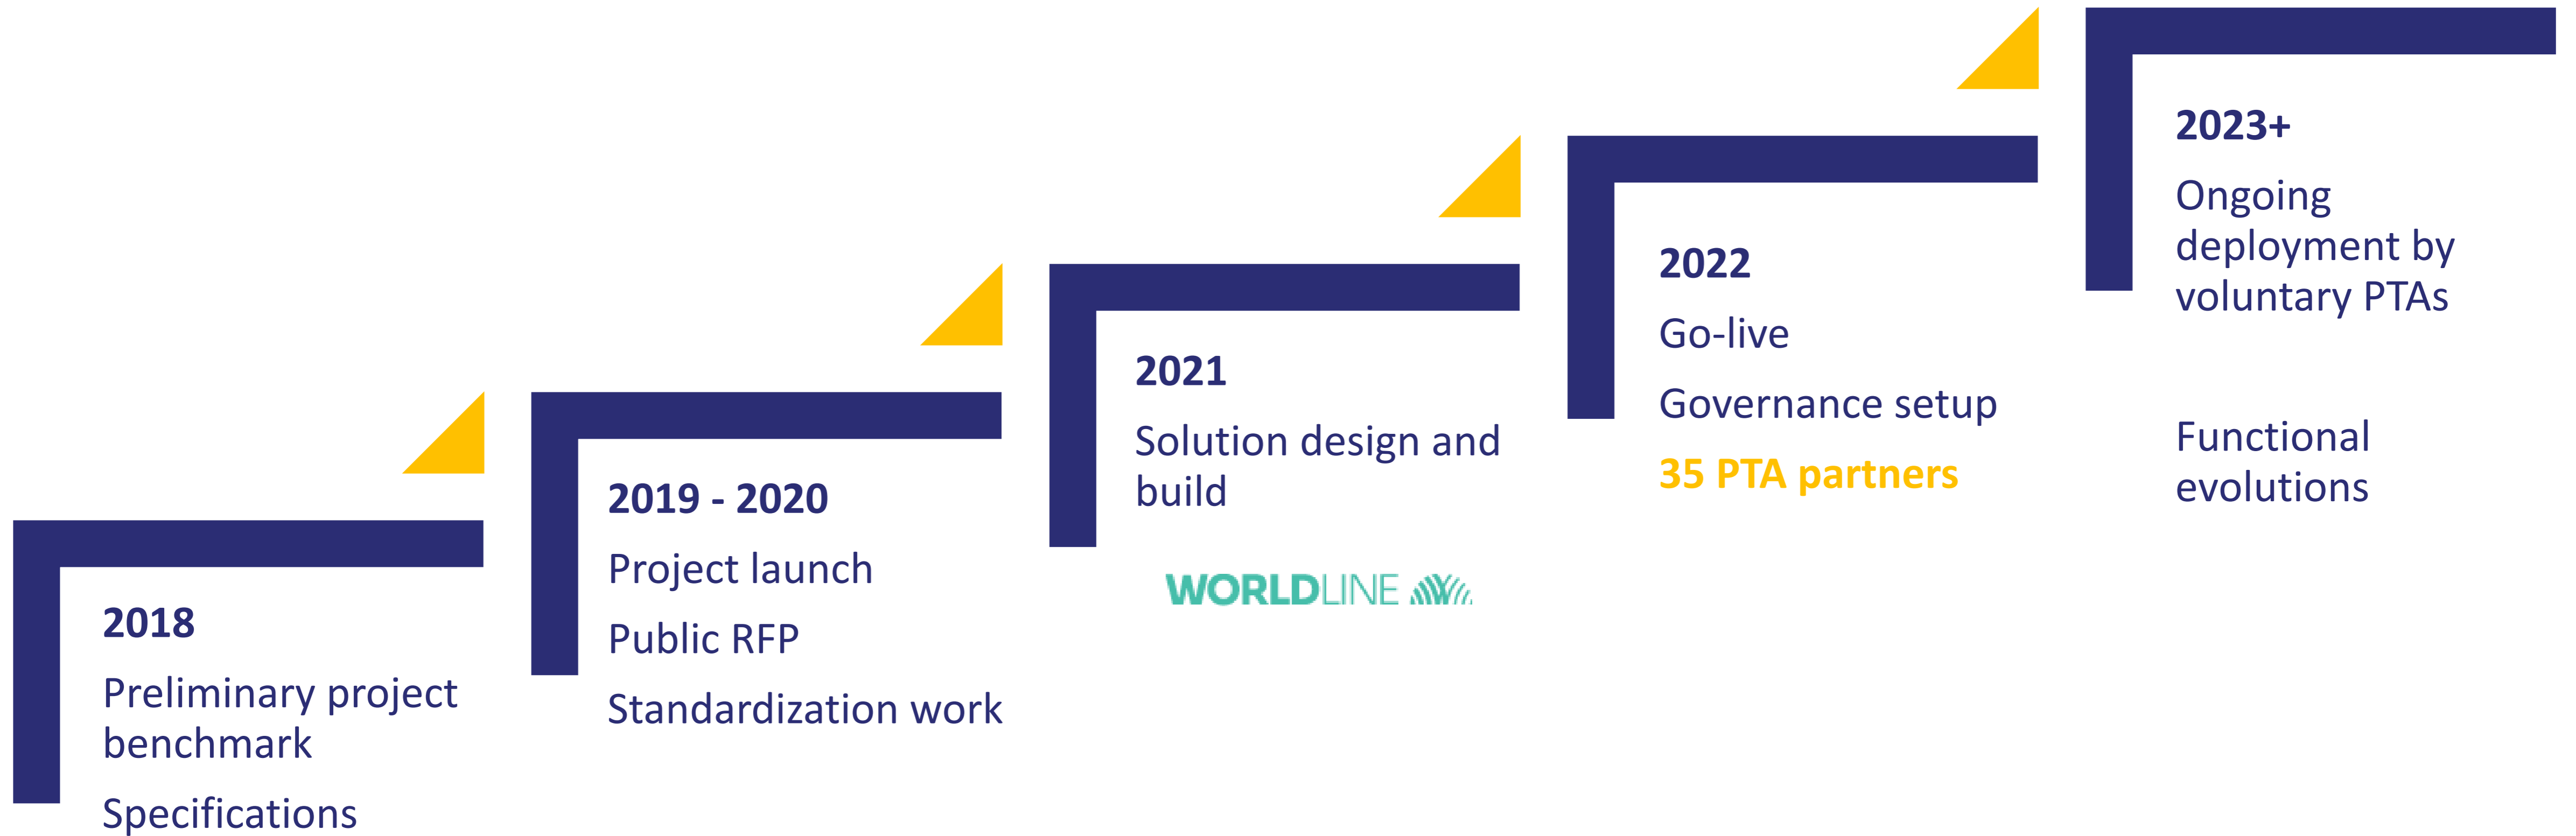 2018
Preliminary project
benchmark
Specifications
2019 - 2020
Project launch
Public RFP
Standardization work
2021
Solution design and
build
WORLDLINE
2022
Go-live
Governance setup
35 PTA partners
2023+
Ongoing
deployment by
voluntary PTAs
Functional
evolutions